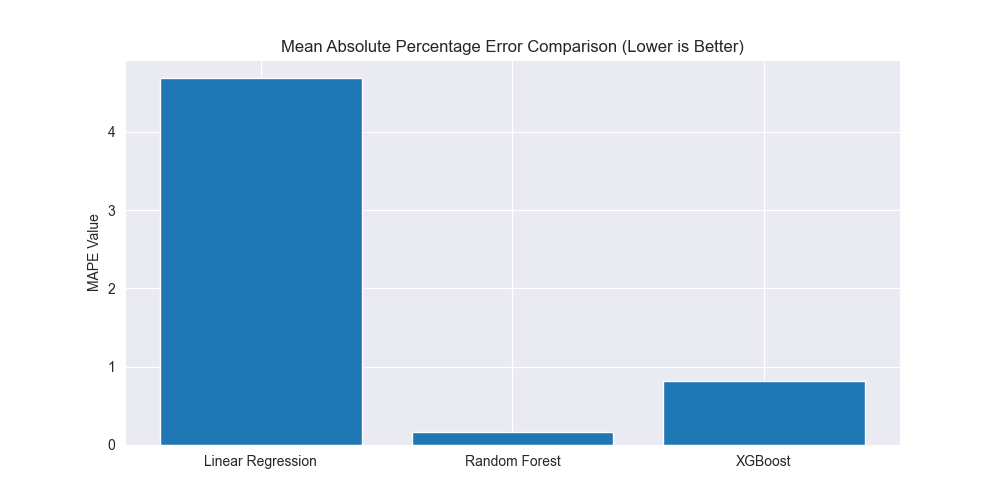 Mean Absolute Percentage Error Comparison (Lower is Better)
MAPE Value
4
3
2
1
0
Linear Regression
Random Forest
XGBoost